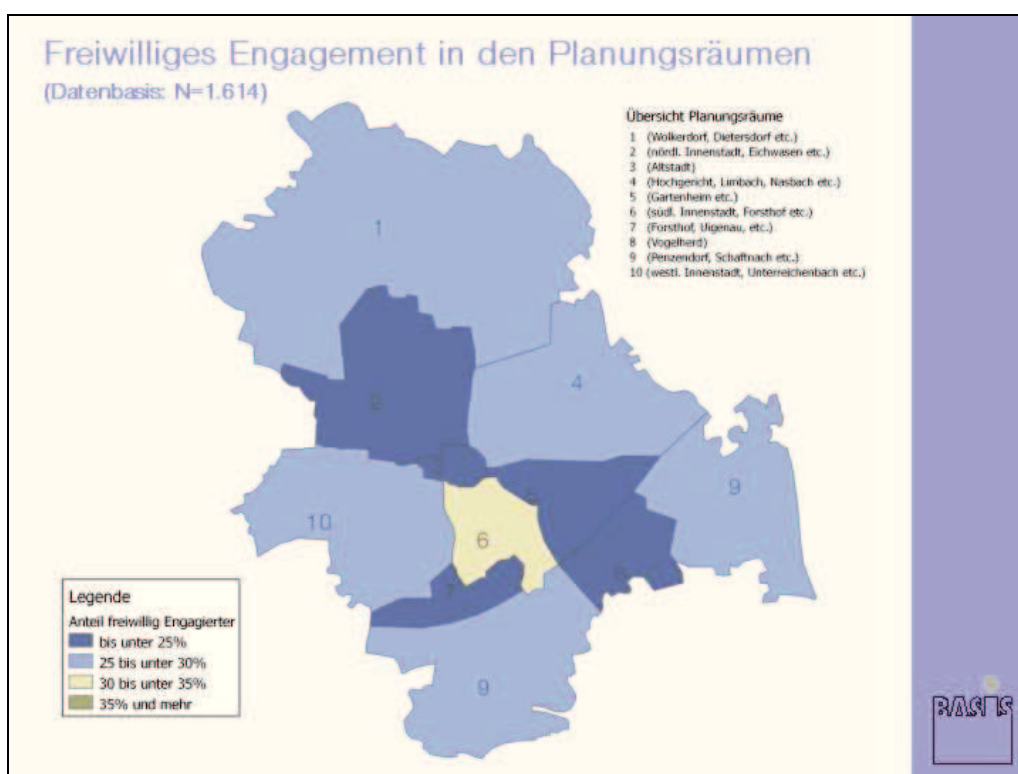 Freiwilliges Engagement in den Planungsräumen
(Datenbasis: N=1.614)
Übersicht Planungsräume
1 (Wolkerdorf, Dietersdorf etc.)
2 (nördl. Innenstadt, Eichwasen etc.)
3 (Altstadt)
4 (Hochgericht, Limbach, Nasbach etc.)
5 (Gartenheim etc.)
6 (südl. Innenstadt, Forsthof etc.)
7 (Forsthof, Uigenau, etc.)
8 (Vogelherd)
9 (Penzendorf, Schaftnach etc.)
10 (westl. Innenstadt, Unterreichenbach etc.)
1
2
4
5
9
10
6
8
7
9
Legende
Anteil freiwillig Engagierter
bis unter 25%
25 bis unter 30%
30 bis unter 35%
35% und mehr
BASIS